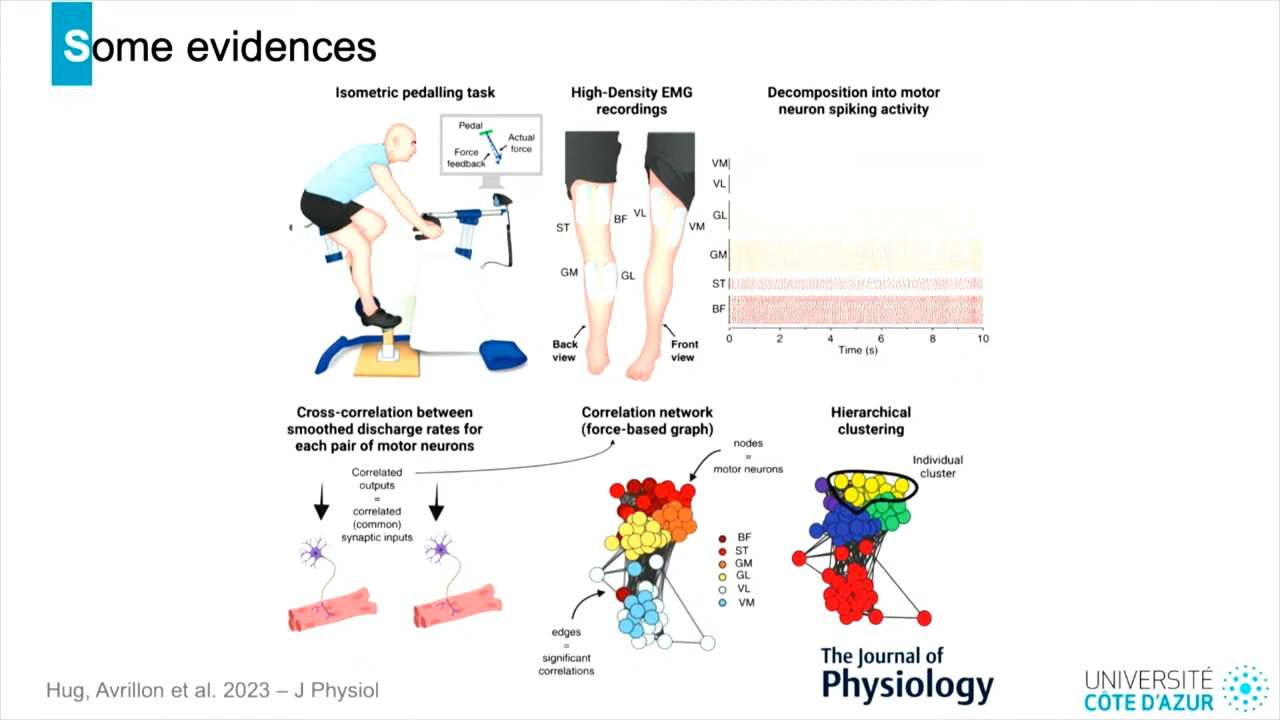 Some evidences
Isometric pedalling task
Pedal
Actual
force
Force
feedback
High-Density EMG
recordings
ST
BF
VL
VM
GM
GL
Back
view
Front
view
Decomposition into motor
neuron spiking activity
VM
VL
GL
GM
ST
BF
0
2
4
6
8
10
Time (s)
Cross-correlation between
smoothed discharge rates for
each pair of motor neurons
Correlated
outputs
=
correlated
(common)
synaptic inputs
Correlation network
(force-based graph)
nodes
=
motor neurons
BF
ST
GM
GL
VL
VM
edges
=
significant
correlations
Hierarchical
clustering
Individual
cluster
The Journal of
Physiology
Hug, Avrillon et al. 2023 – J Physiol
UNIVERSITÉ
CÔTE D'AZUR